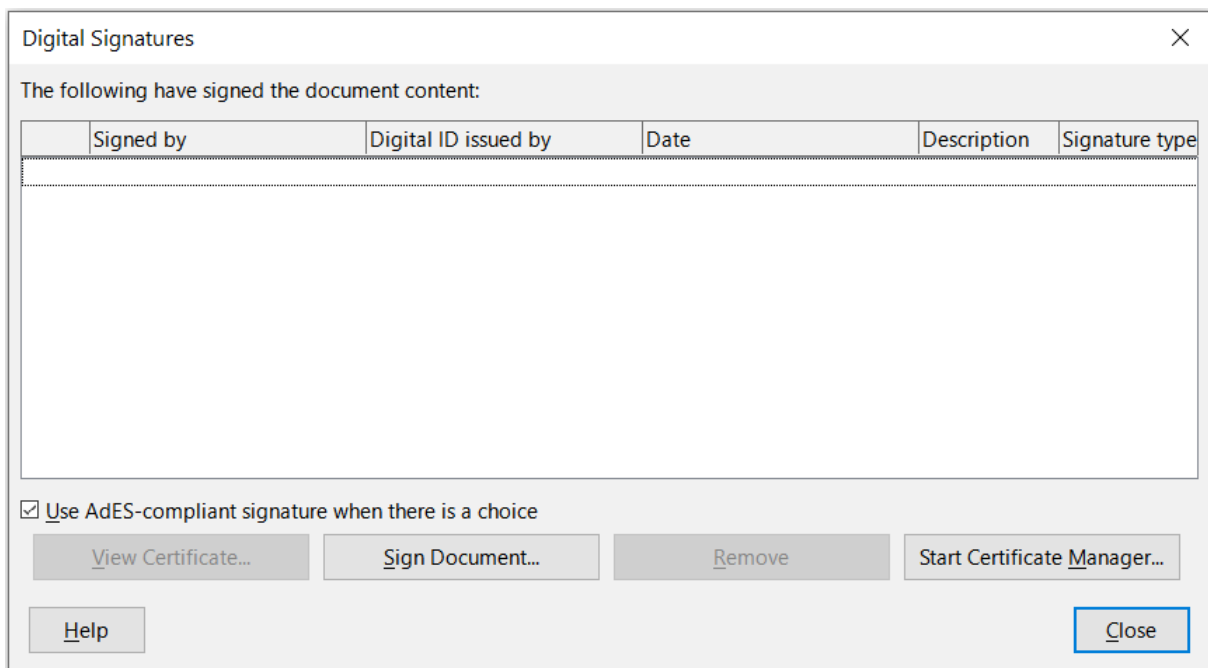 Digital Signatures
The following have signed the document content:
Signed by Digital ID issued by Date Description Signature type
Use AdES-compliant signature when there is a choice
View Certificate... Sign Document... Remove Start Certificate Manager...
Help Close